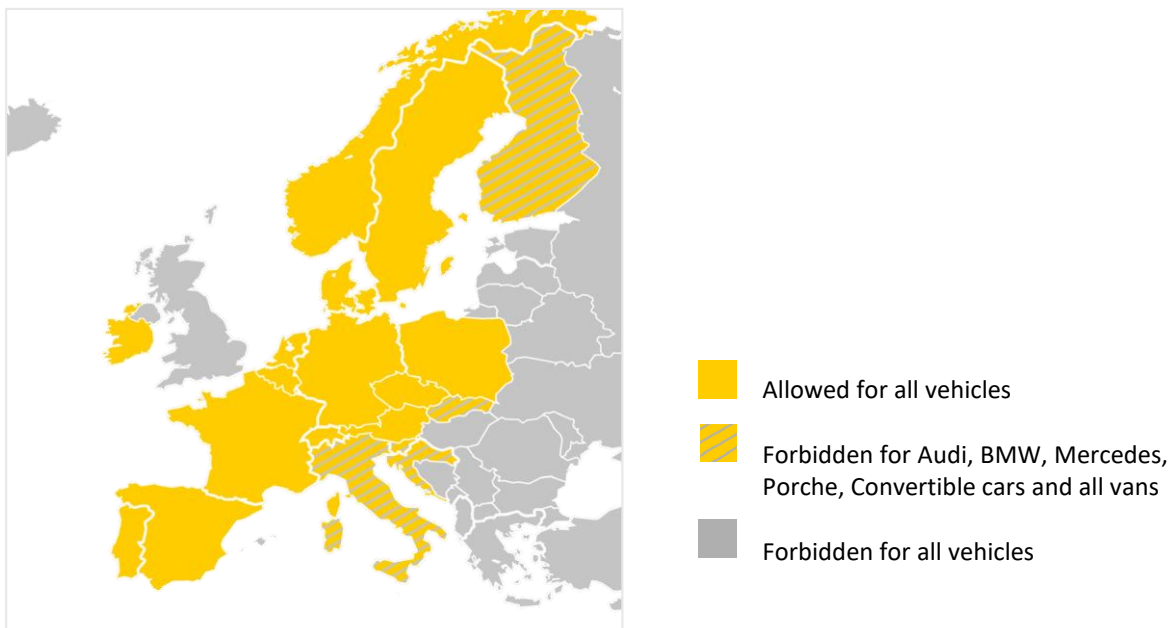 Allowed for all vehicles
Forbidden for Audi, BMW, Mercedes,
Porche, Convertible cars and all vans
Forbidden for all vehicles